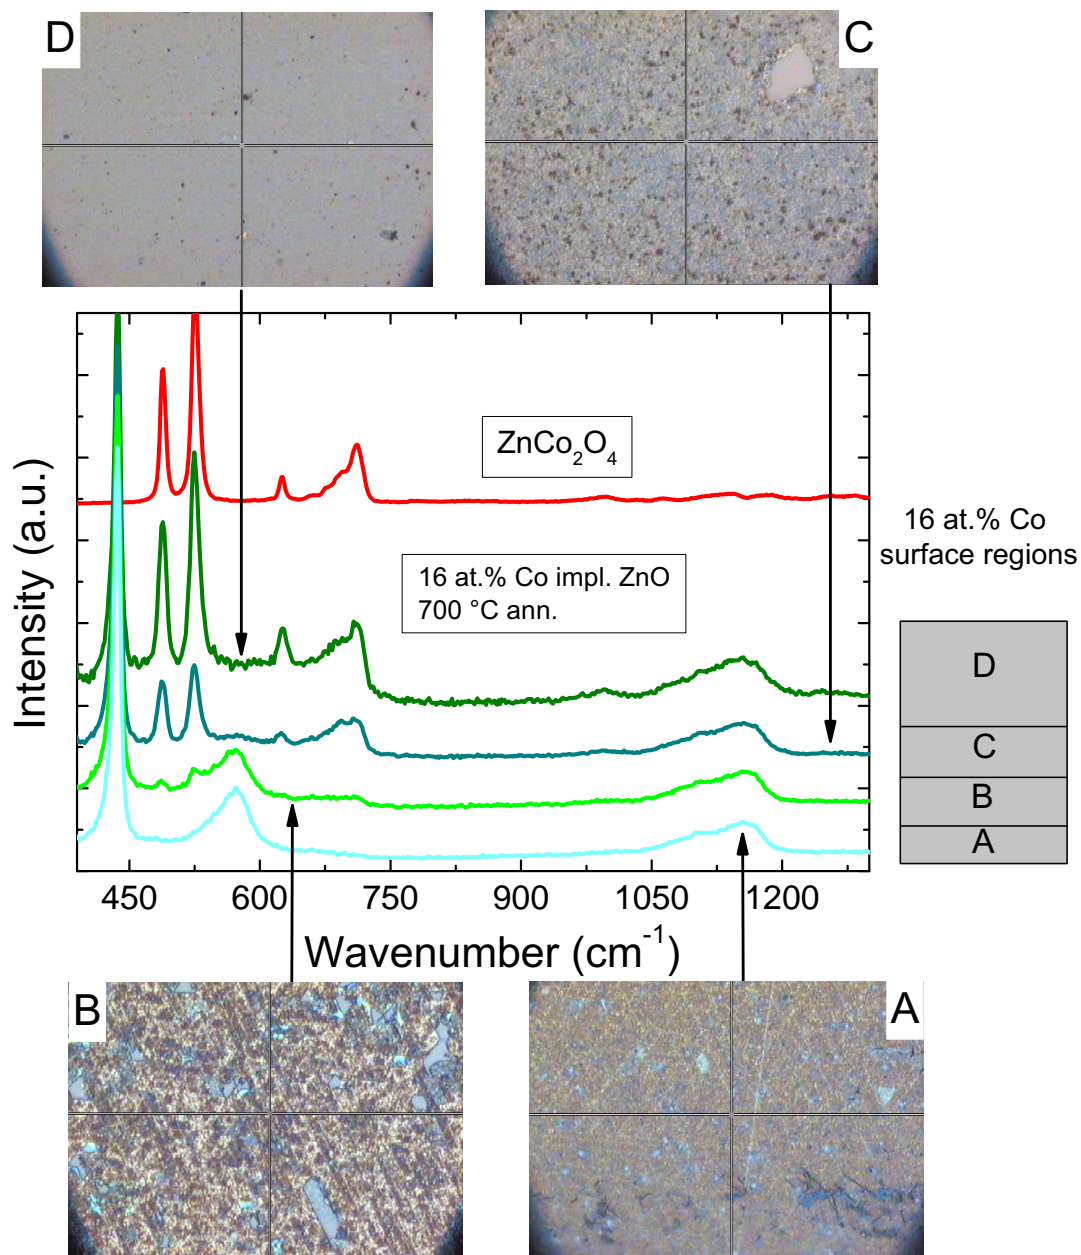 D
C
Intensity (a.u.)
ZnCo₂O₄
16 at.% Co impl. ZnO
700 °C ann.
16 at.% Co
surface regions
D
C
B
A
450 600 750 900 1050 1200
Wavenumber (cm⁻¹)
B
A